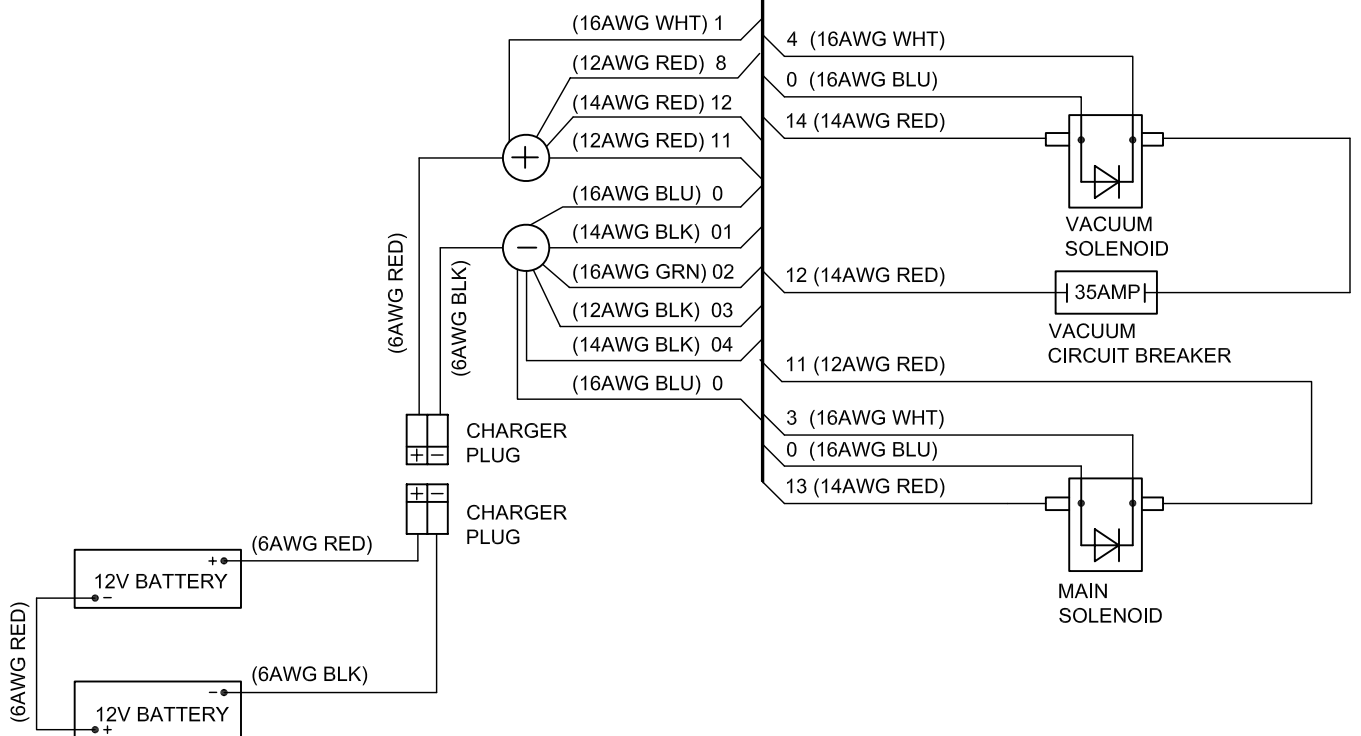 (16AWG WHT) 1
(12AWG RED) 8
(14AWG RED) 12
(12AWG RED) 11
+
(16AWG BLU) 0
(14AWG BLK) 01
(16AWG GRN) 02
(12AWG BLK) 03
(14AWG BLK) 04
(16AWG BLU) 0
−
(6AWG RED)
(6AWG BLK)
4 (16AWG WHT)
0 (16AWG BLU)
14 (14AWG RED)
VACUUM
SOLENOID
12 (14AWG RED)
35AMP
VACUUM
CIRCUIT BREAKER
11 (12AWG RED)
3 (16AWG WHT)
0 (16AWG BLU)
13 (14AWG RED)
MAIN
SOLENOID
CHARGER
PLUG
+ −
+ −
CHARGER
PLUG
(6AWG RED)
+
12V BATTERY
-
(6AWG RED)
(6AWG BLK)
−
12V BATTERY
+